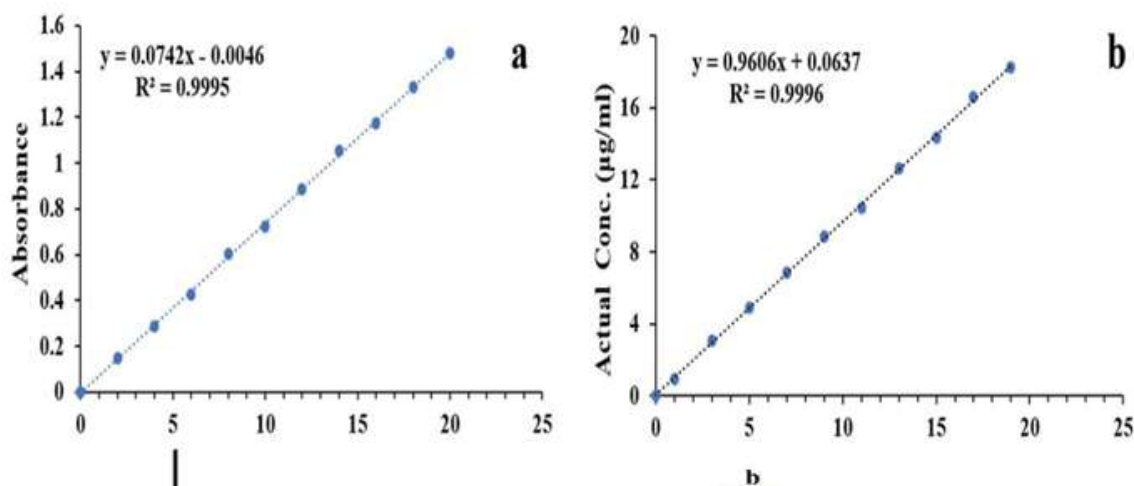 y = 0.0742x - 0.0046
R² = 0.9995
a
Absorbance
1.6
1.4
1.2
1
0.8
0.6
0.4
0.2
0
0 5 10 15 20 25
y = 0.9606x + 0.0637
R² = 0.9996
b
Actual Conc. (µg/ml)
20
16
12
8
4
0
0 5 10 15 20 25
b